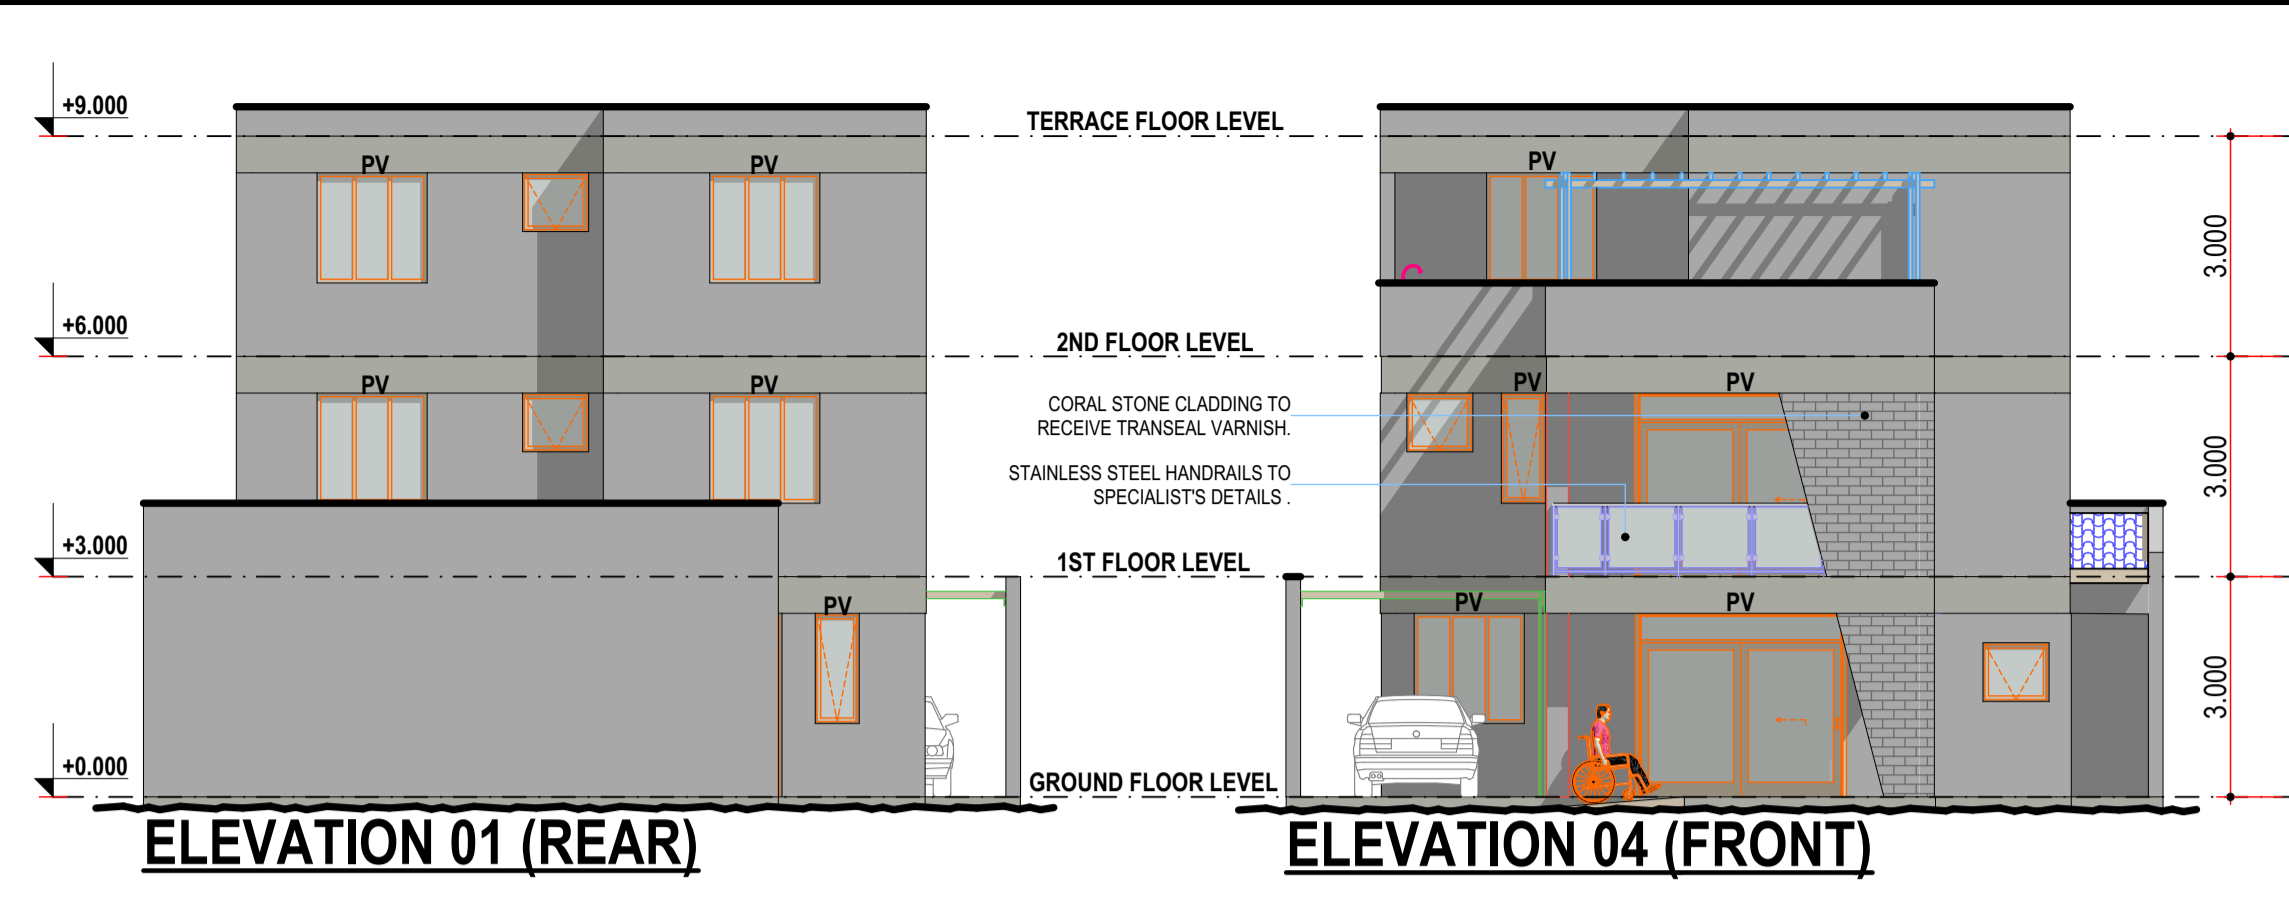 +9.000
TERRACE FLOOR LEVEL
PV
PV
PV
3.000
+6.000
2ND FLOOR LEVEL
PV
PV
PV
PV
CORAL STONE CLADDING TO
RECEIVE TRANSEAL VARNISH.
3.000
STAINLESS STEEL HANDRAILS TO
SPECIALIST'S DETAILS .
+3.000
1ST FLOOR LEVEL
PV
PV
PV
3.000
+0.000
GROUND FLOOR LEVEL
ELEVATION 01 (REAR)
ELEVATION 04 (FRONT)